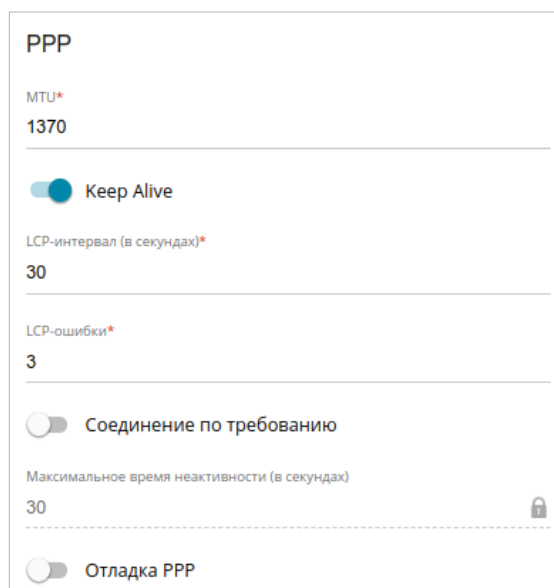 PPP
MTU*
1370
Keep Alive
LCP-интервал (в секундах)*
30
LCP-ошибки*
3
Соединение по требованию
Максимальное время неактивности (в секундах)
30
Отладка PPP